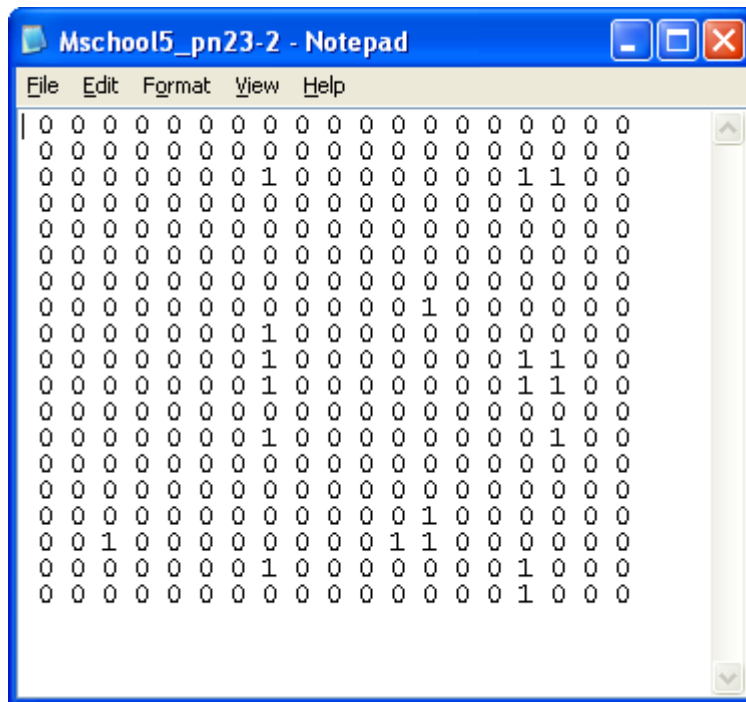 Mschool5_pn23-2 - Notepad
File Edit Format View Help
0 0 0 0 0 0 0 0 0 0 0 0 0 0 0 0 0 0 0
0 0 0 0 0 0 0 0 0 0 0 0 0 0 0 0 0 0 0
0 0 0 0 0 0 0 1 0 0 0 0 0 0 0 1 1 0 0
0 0 0 0 0 0 0 0 0 0 0 0 0 0 0 0 0 0 0
0 0 0 0 0 0 0 0 0 0 0 0 0 0 0 0 0 0 0
0 0 0 0 0 0 0 0 0 0 0 0 0 0 0 0 0 0 0
0 0 0 0 0 0 0 0 0 0 0 0 0 0 0 0 0 0 0
0 0 0 0 0 0 0 0 0 0 0 0 1 0 0 0 0 0 0
0 0 0 0 0 0 0 1 0 0 0 0 0 0 0 0 0 0 0
0 0 0 0 0 0 0 1 0 0 0 0 0 0 0 1 1 0 0
0 0 0 0 0 0 0 1 0 0 0 0 0 0 0 1 1 0 0
0 0 0 0 0 0 0 0 0 0 0 0 0 0 0 0 0 0 0
0 0 0 0 0 0 0 1 0 0 0 0 0 0 0 0 1 0 0
0 0 0 0 0 0 0 0 0 0 0 0 0 0 0 0 0 0 0
0 0 0 0 0 0 0 0 0 0 0 0 0 0 0 0 0 0 0
0 0 0 0 0 0 0 0 0 0 0 0 1 0 0 0 0 0 0
0 0 1 0 0 0 0 0 0 0 0 1 1 0 0 0 0 0 0
0 0 0 0 0 0 0 1 0 0 0 0 0 0 0 1 0 0 0
0 0 0 0 0 0 0 0 0 0 0 0 0 0 0 1 0 0 0